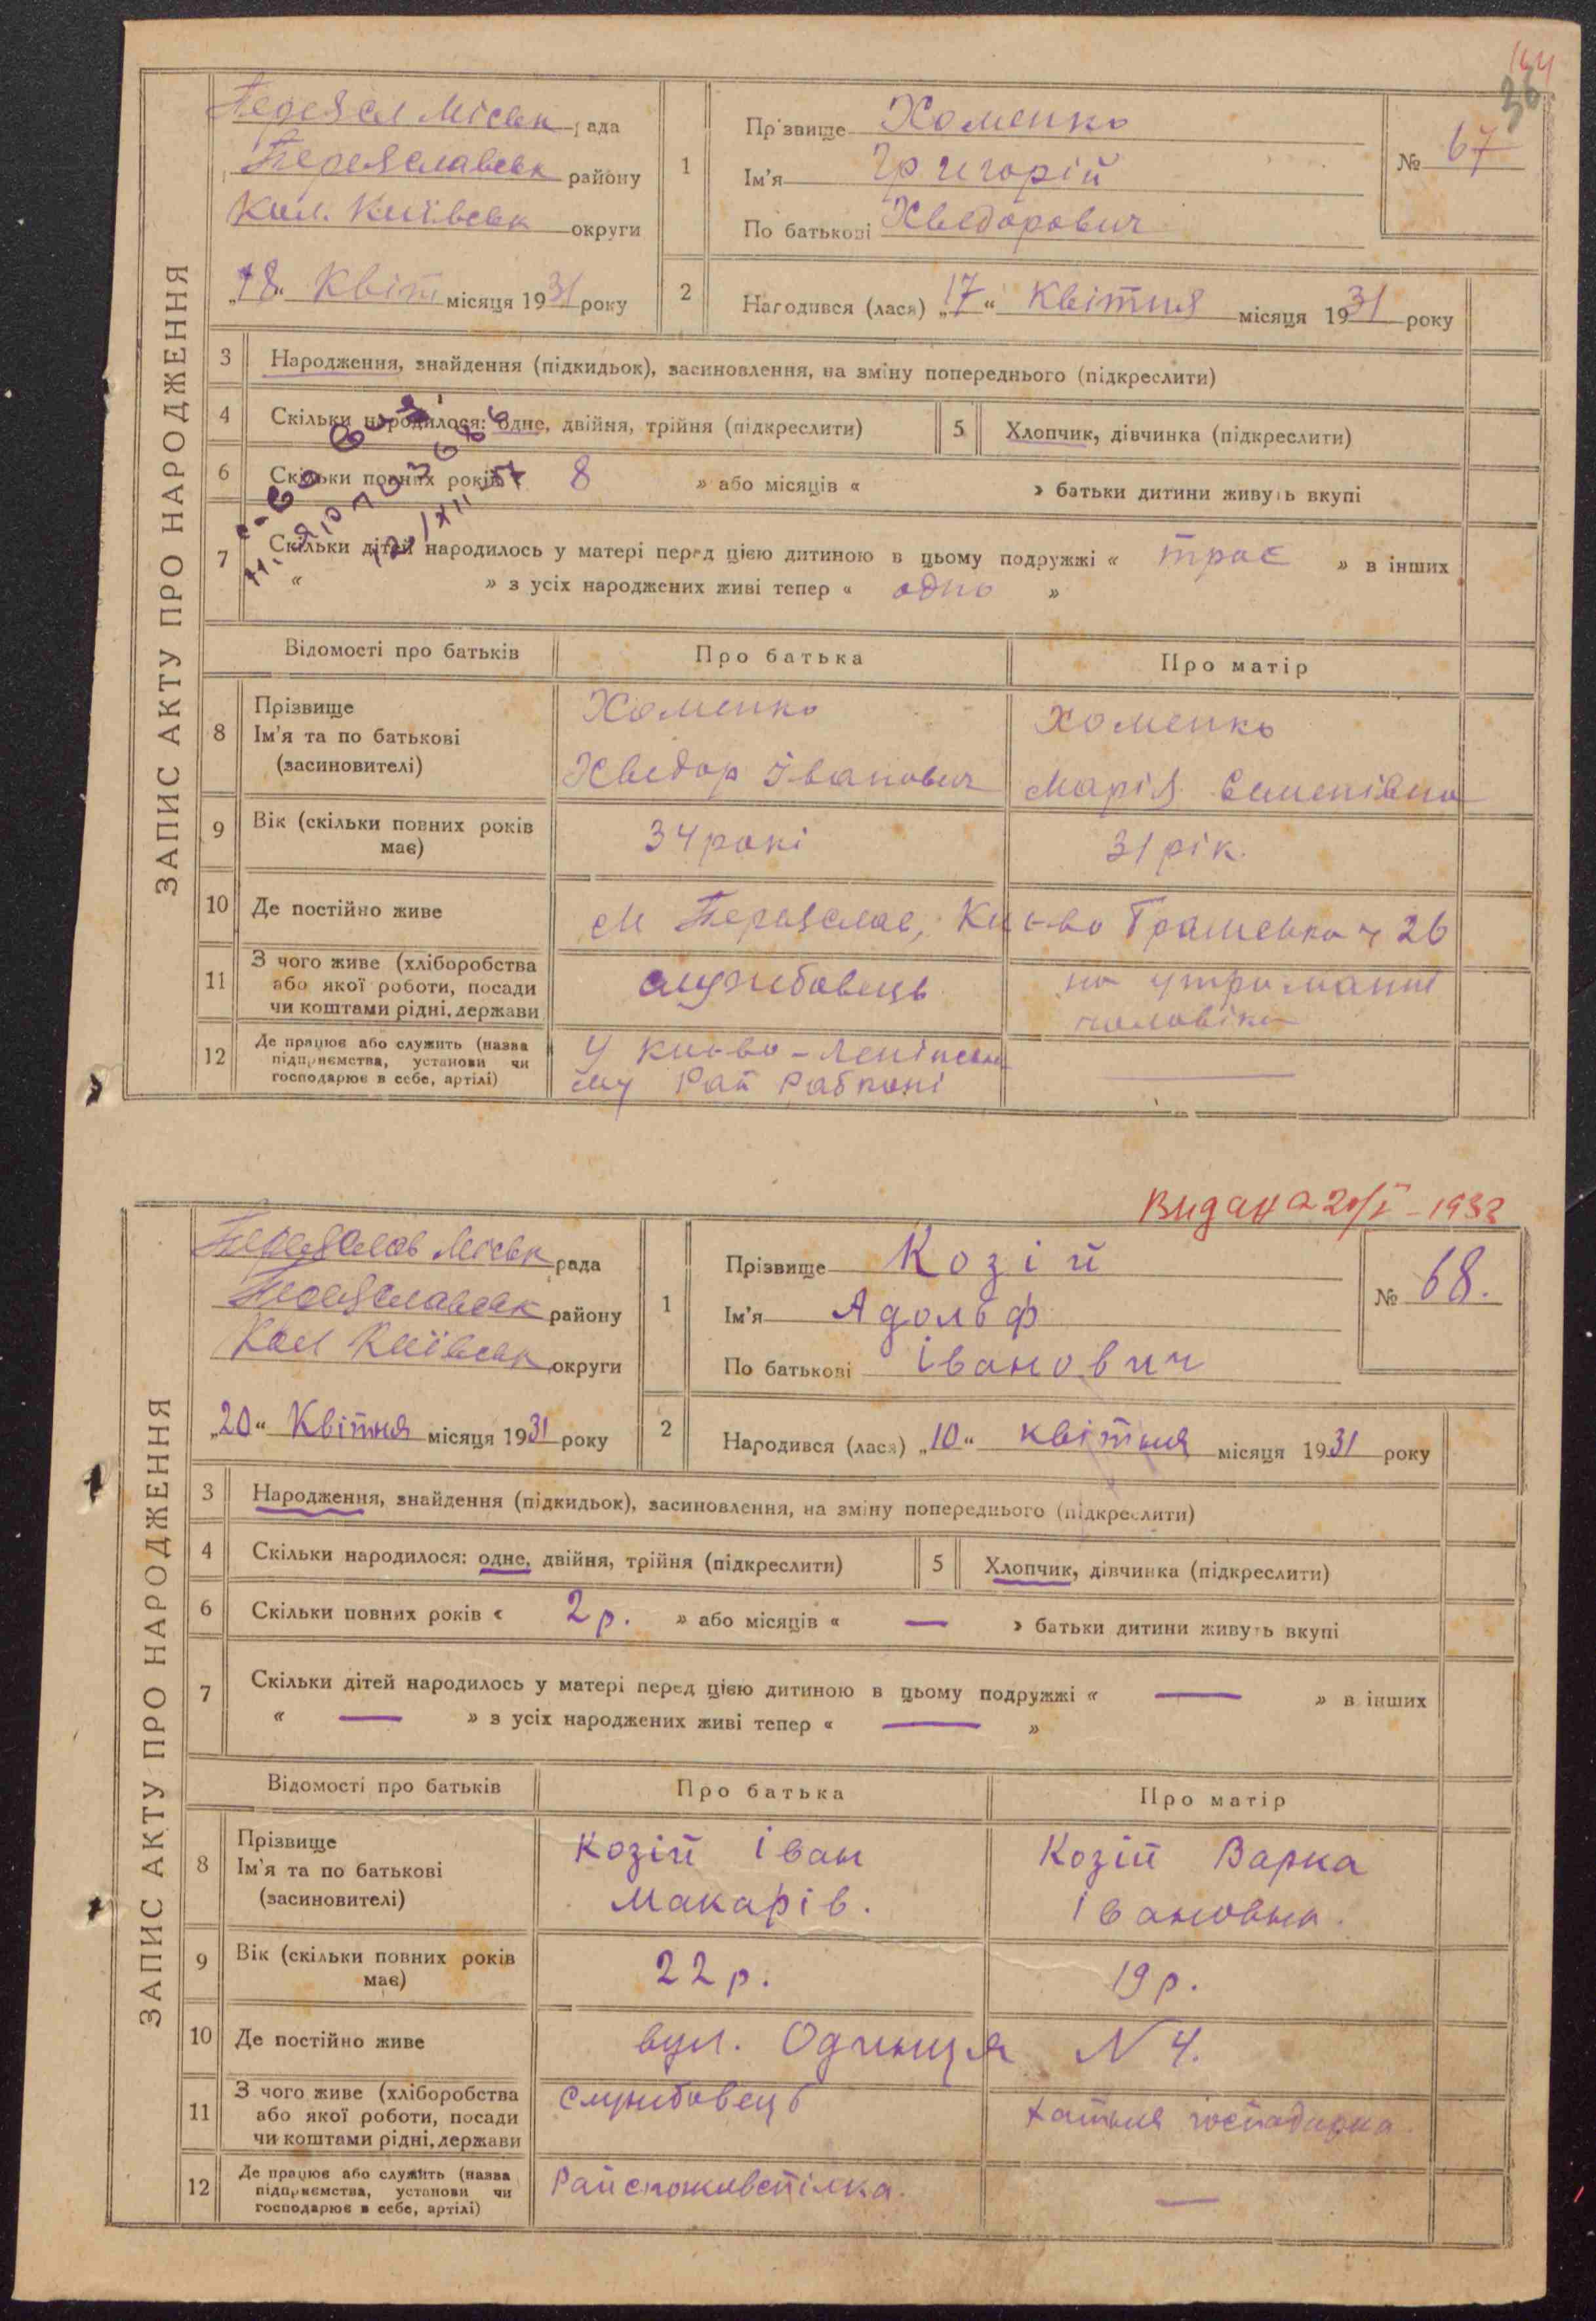 164
36
ЗАПИС АКТУ ПРО НАРОДЖЕННЯ
Переясл Міськ рада
Переяславськ району
Кол. Київськ округи
„18“ Квітн місяця 1931 року
1
Прізвище Хоменко
Ім'я Григорій
По батькові Хведорович
№ 67
2
Народився (лася) „17“ Квітня місяця 1931 року
3 Народження, знайдення (підкидьок), засиновлення, на зміну попереднього (підкреслити)
4 Скільки народилося: одне, двійня, трійня (підкреслити)
5 Хлопчик, дівчинка (підкреслити)
6 Скільки повних років « 8 » або місяців « » батьки дитини живуть вкупі
7 Скільки дітей народилось у матері перед цією дитиною в цьому подружжі « троє » в інших
« » з усіх народжених живі тепер « одно »
Відомості про батьків Про батька Про матір
8 Прізвище
Ім'я та по батькові
(засиновителі)
Хоменко
Хведор Іванович
Хоменко
Марія Семенівна
9 Вік (скільки повних років має)
34 роки
31 рік.
10 Де постійно живе
м Переяслав,
26
11 З чого живе (хліборобства
або якої роботи, посади
чи коштами рідні, держави
службовець
на утриманні
чоловіка
12 Де працює або служить (назва
підприємства, установи чи
господарює в себе, артілі)
му Рай
—
Видана 20/I - 1932
ЗАПИС АКТУ ПРО НАРОДЖЕННЯ
Переяслав Міськ рада
Переяславськ району
Кол Київськ округи
„20“ Квітня місяця 1931 року
1
Прізвище Козій
Ім'я Адольф
По батькові Іванович
№ 68.
2
Народився (лася) „10“ квітня місяця 1931 року
3 Народження, знайдення (підкидьок), засиновлення, на зміну попереднього (підкреслити)
4 Скільки народилося: одне, двійня, трійня (підкреслити)
5 Хлопчик, дівчинка (підкреслити)
6 Скільки повних років « 2 р. » або місяців « — » батьки дитини живуть вкупі
7 Скільки дітей народилось у матері перед цією дитиною в цьому подружжі « — » в інших
« — » з усіх народжених живі тепер « — »
Відомості про батьків Про батька Про матір
8 Прізвище
Ім'я та по батькові
(засиновителі)
Козій Іван
Макарів.
Козій Варка
Івановна.
9 Вік (скільки повних років має)
22 р.
19 р.
10 Де постійно живе
вул. Одинця N 4.
11 З чого живе (хліборобства
або якої роботи, посади
чи коштами рідні, держави
службовець
хатня господарка.
12 Де працює або служить (назва
підприємства, установи чи
господарює в себе, артілі)
Райспоживспілка.
—